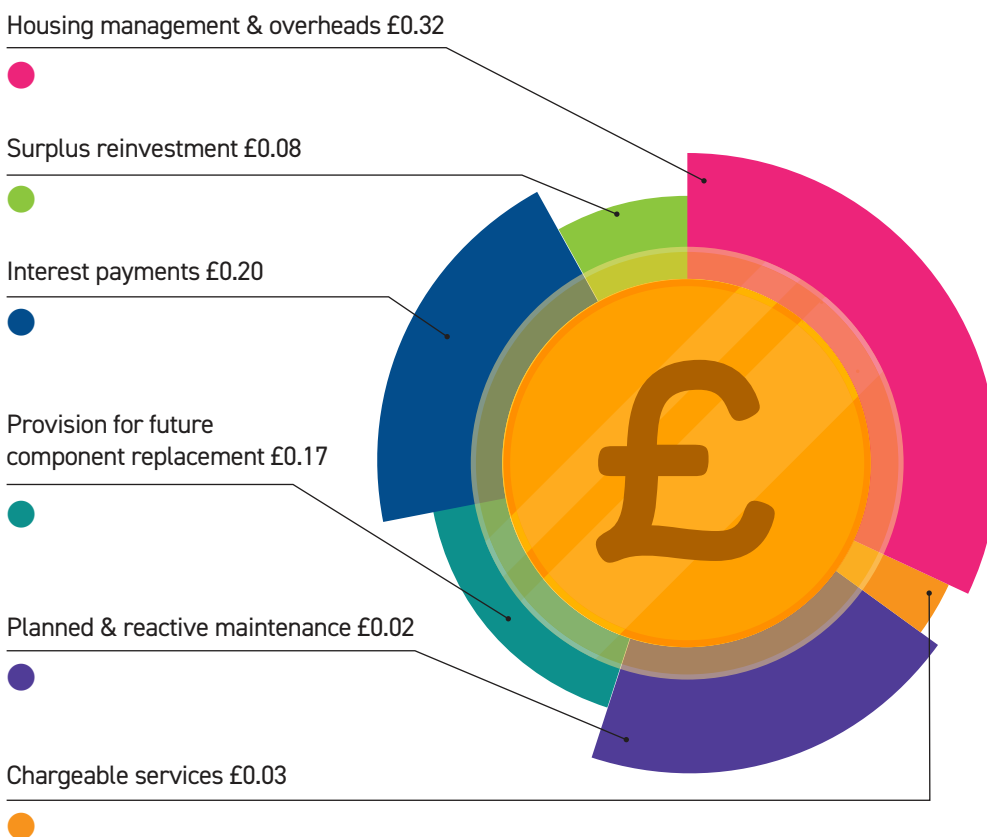 Housing management & overheads £0.32
Surplus reinvestment £0.08
Interest payments £0.20
Provision for future
component replacement £0.17
Planned & reactive maintenance £0.02
Chargeable services £0.03
£